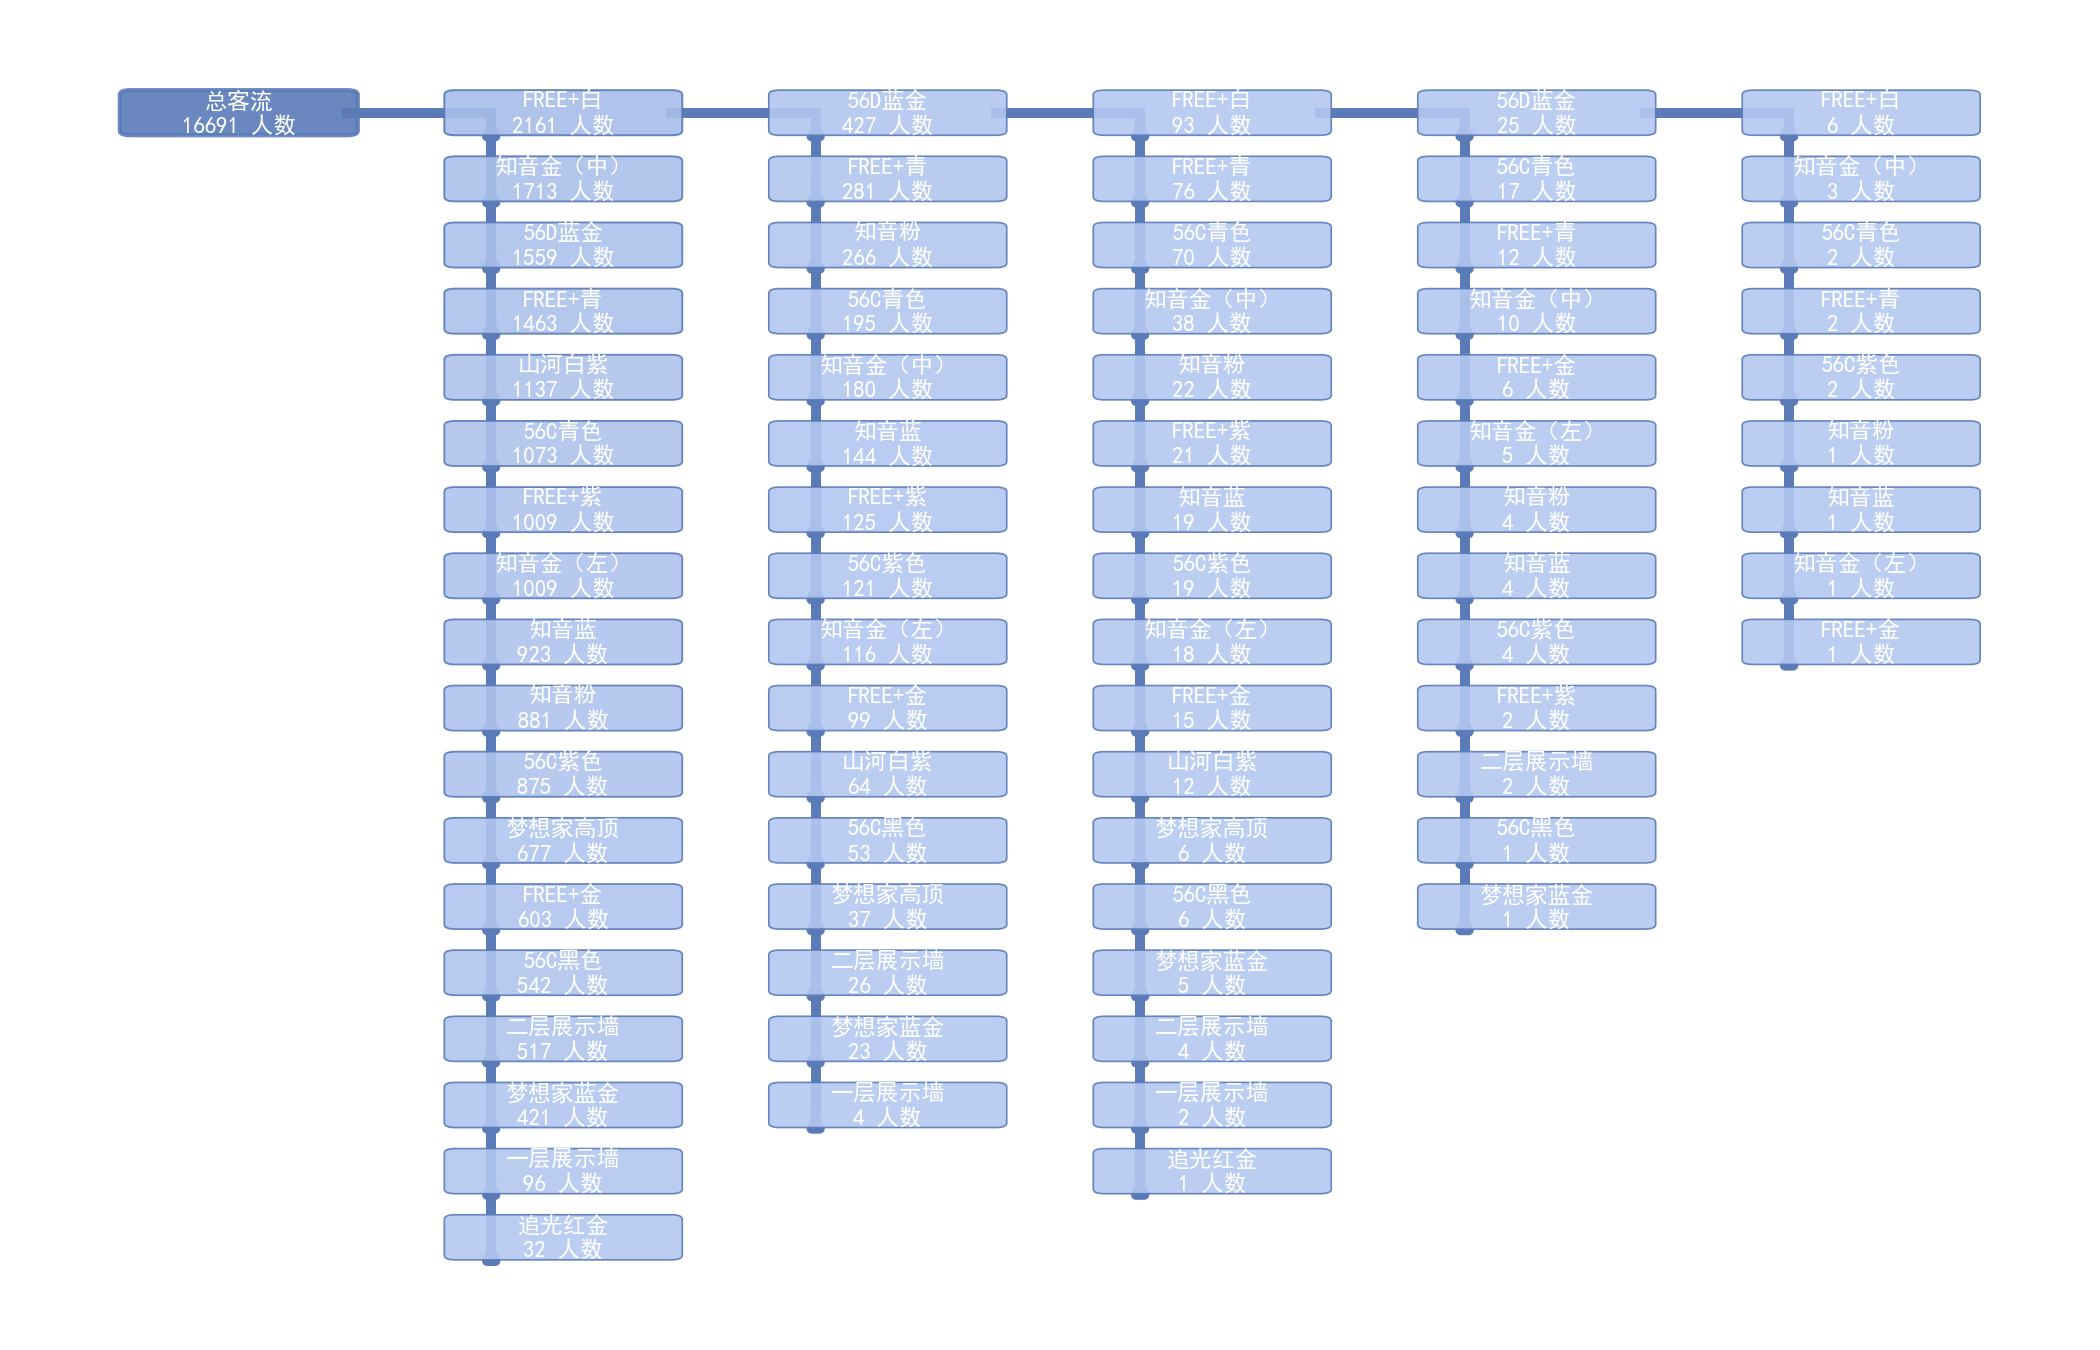 总客流
16691 人数
FREE+白
2161 人数
知音金（中）
1713 人数
56D蓝金
1559 人数
FREE+青
1463 人数
山河白紫
1137 人数
56C青色
1073 人数
FREE+紫
1009 人数
知音金（左）
1009 人数
知音蓝
923 人数
知音粉
881 人数
56C紫色
875 人数
梦想家高顶
677 人数
FREE+金
603 人数
56C黑色
542 人数
二层展示墙
517 人数
梦想家蓝金
421 人数
一层展示墙
96 人数
追光红金
32 人数
56D蓝金
427 人数
FREE+青
281 人数
知音粉
266 人数
56C青色
195 人数
知音金（中）
180 人数
知音蓝
144 人数
FREE+紫
125 人数
56C紫色
121 人数
知音金（左）
116 人数
FREE+金
99 人数
山河白紫
64 人数
56C黑色
53 人数
梦想家高顶
37 人数
二层展示墙
26 人数
梦想家蓝金
23 人数
一层展示墙
4 人数
FREE+白
93 人数
FREE+青
76 人数
56C青色
70 人数
知音金（中）
38 人数
知音粉
22 人数
FREE+紫
21 人数
知音蓝
19 人数
56C紫色
19 人数
知音金（左）
18 人数
FREE+金
15 人数
山河白紫
12 人数
梦想家高顶
6 人数
56C黑色
6 人数
梦想家蓝金
5 人数
二层展示墙
4 人数
一层展示墙
2 人数
追光红金
1 人数
56D蓝金
25 人数
56C青色
17 人数
FREE+青
12 人数
知音金（中）
10 人数
FREE+金
6 人数
知音金（左）
5 人数
知音粉
4 人数
知音蓝
4 人数
56C紫色
4 人数
FREE+紫
2 人数
二层展示墙
2 人数
56C黑色
1 人数
梦想家蓝金
1 人数
FREE+白
6 人数
知音金（中）
3 人数
56C青色
2 人数
FREE+青
2 人数
56C紫色
2 人数
知音粉
1 人数
知音蓝
1 人数
知音金（左）
1 人数
FREE+金
1 人数